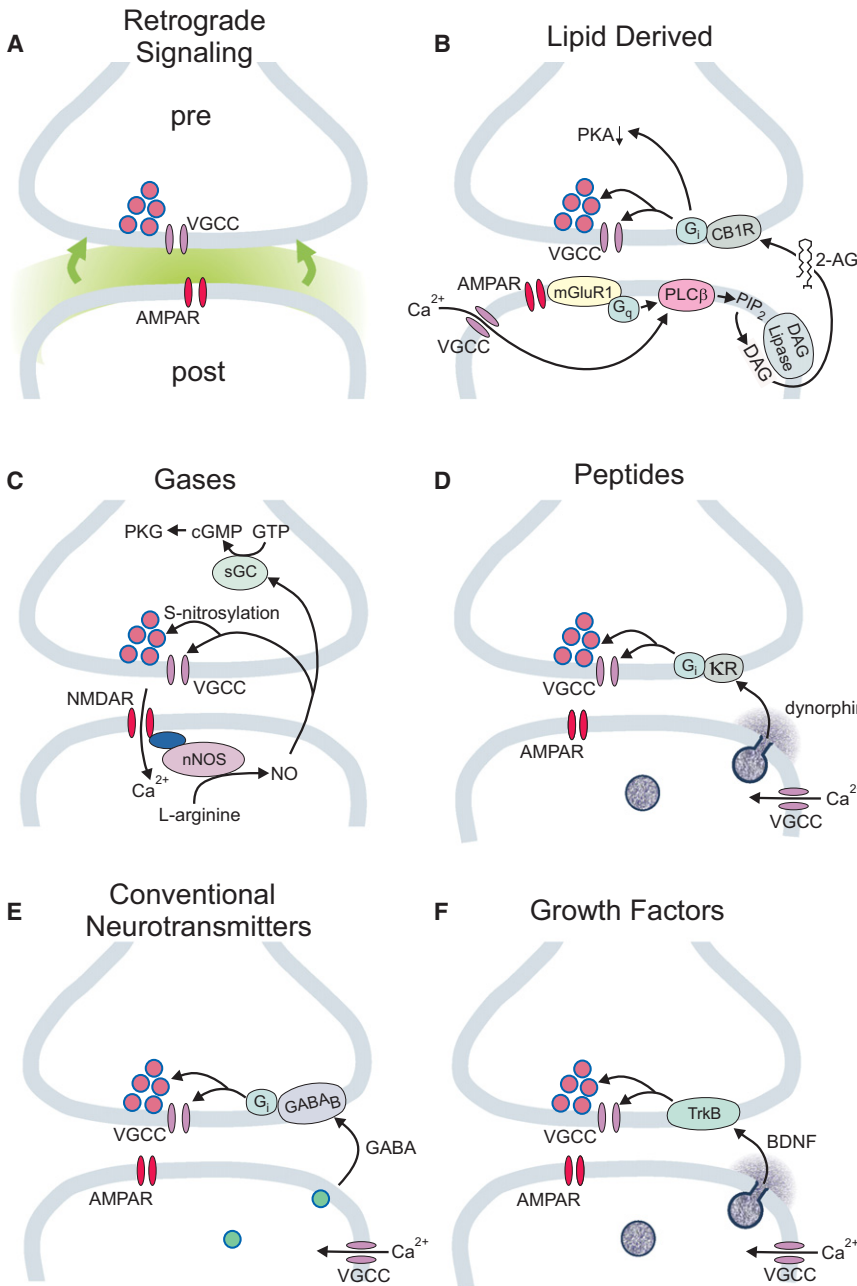 A
Retrograde
Signaling
pre
VGCC
AMPAR
post
B
Lipid Derived
PKA↓
VGCC
Gi
CB1R
2-AG
AMPAR
mGluR1
Gq
PLCβ
PIP2
DAG
Lipase
DAG
Ca2+
VGCC
C
Gases
PKG
cGMP
GTP
sGC
S-nitrosylation
VGCC
NMDAR
nNOS
NO
Ca2+
L-arginine
D
Peptides
VGCC
Gi
κR
dynorphin
AMPAR
Ca2
VGCC
E
Conventional
Neurotransmitters
VGCC
Gi
GABAB
GABA
AMPAR
Ca2+
VGCC
F
Growth Factors
VGCC
TrkB
BDNF
AMPAR
Ca2+
VGCC